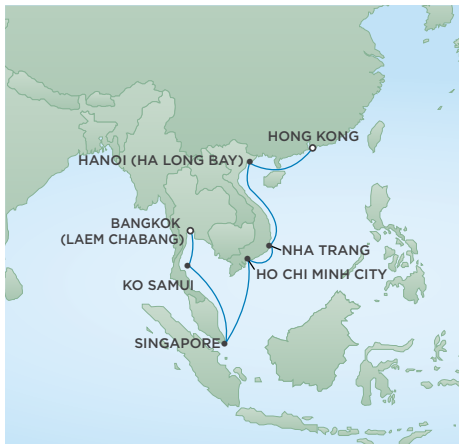 HONG KONG
HANOI (HA LONG BAY)
BANGKOK
(LAEM CHABANG)
NHA TRANG
HO CHI MINH CITY
KO SAMUI
SINGAPORE